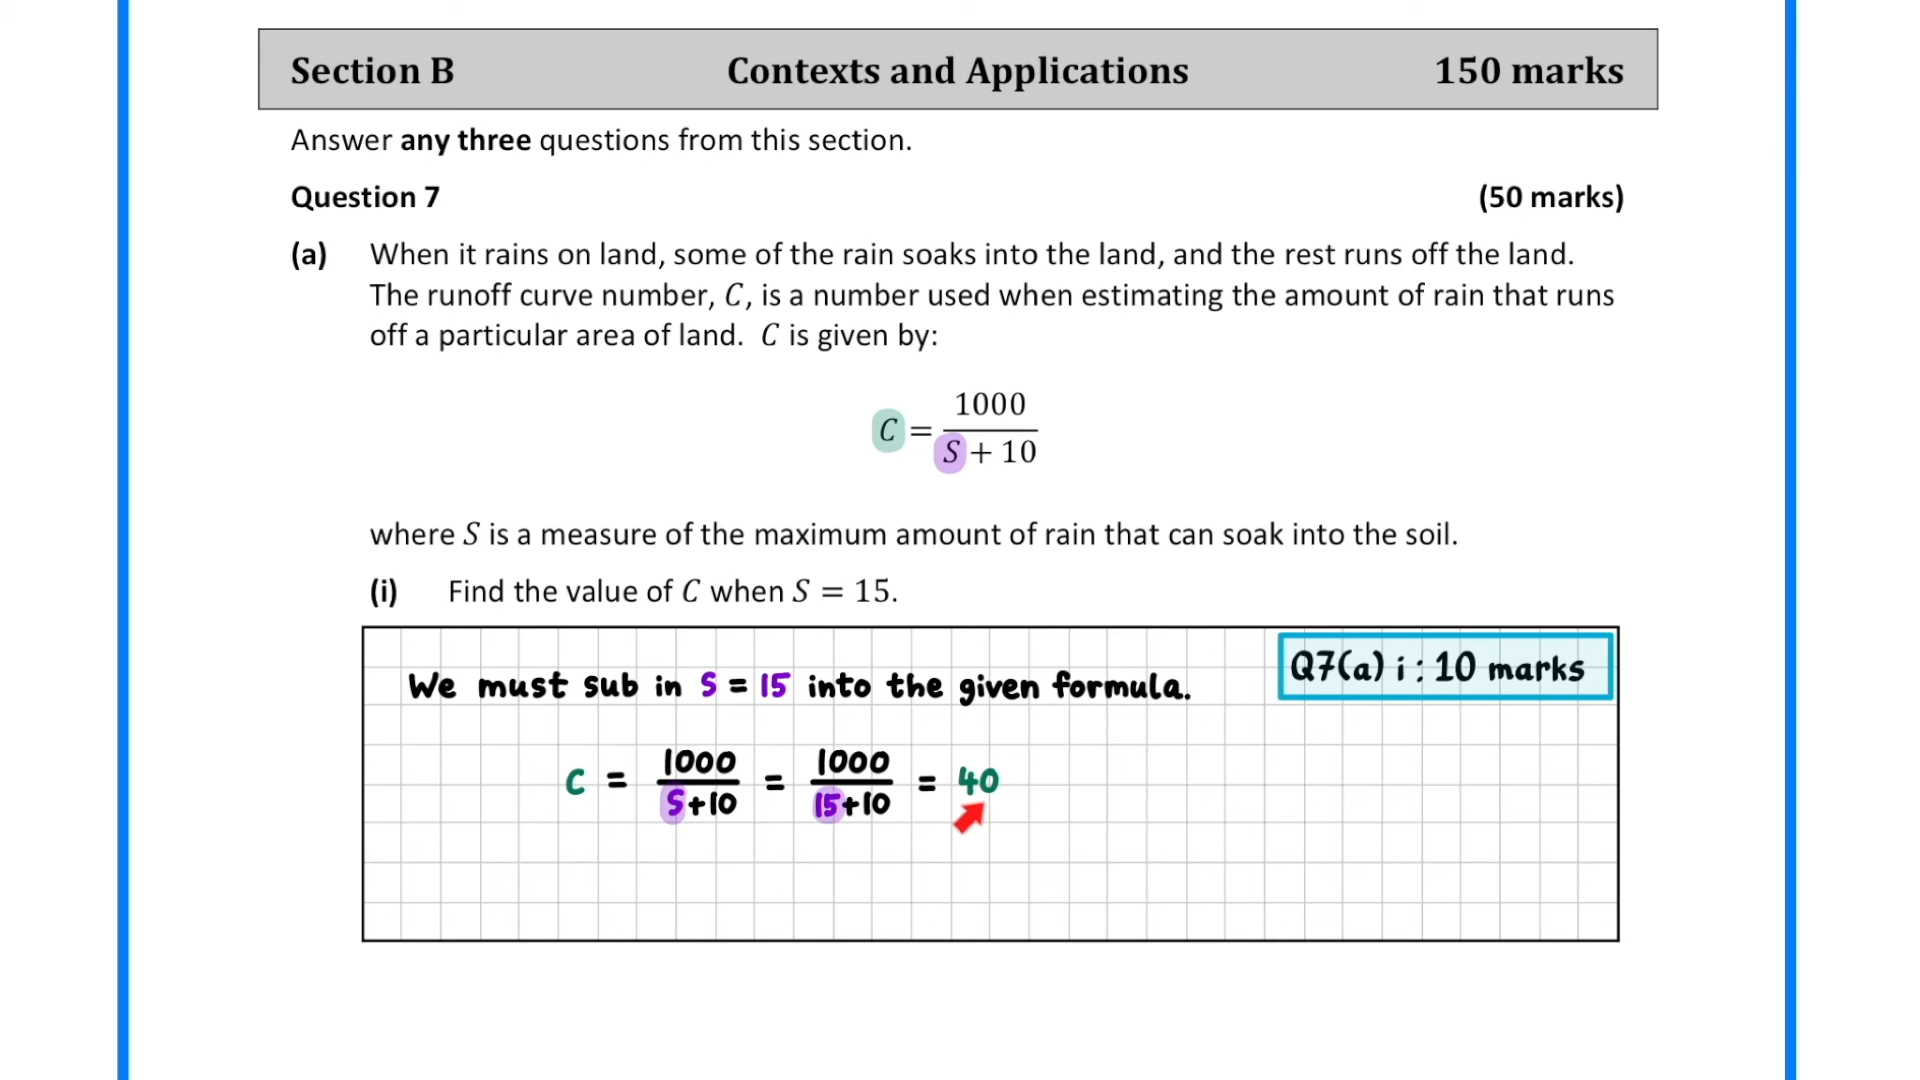 Section B Contexts and Applications 150 marks
Answer any three questions from this section.
Question 7 (50 marks)
(a) When it rains on land, some of the rain soaks into the land, and the rest runs off the land.
The runoff curve number, C, is a number used when estimating the amount of rain that runs
off a particular area of land. C is given by:
C = 1000 / S + 10
where S is a measure of the maximum amount of rain that can soak into the soil.
(i) Find the value of C when S = 15.
Q7(a) i : 10 marks
We must sub in S = 15 into the given formula.
C = 1000 / S+10 = 1000 / 15+10 = 40